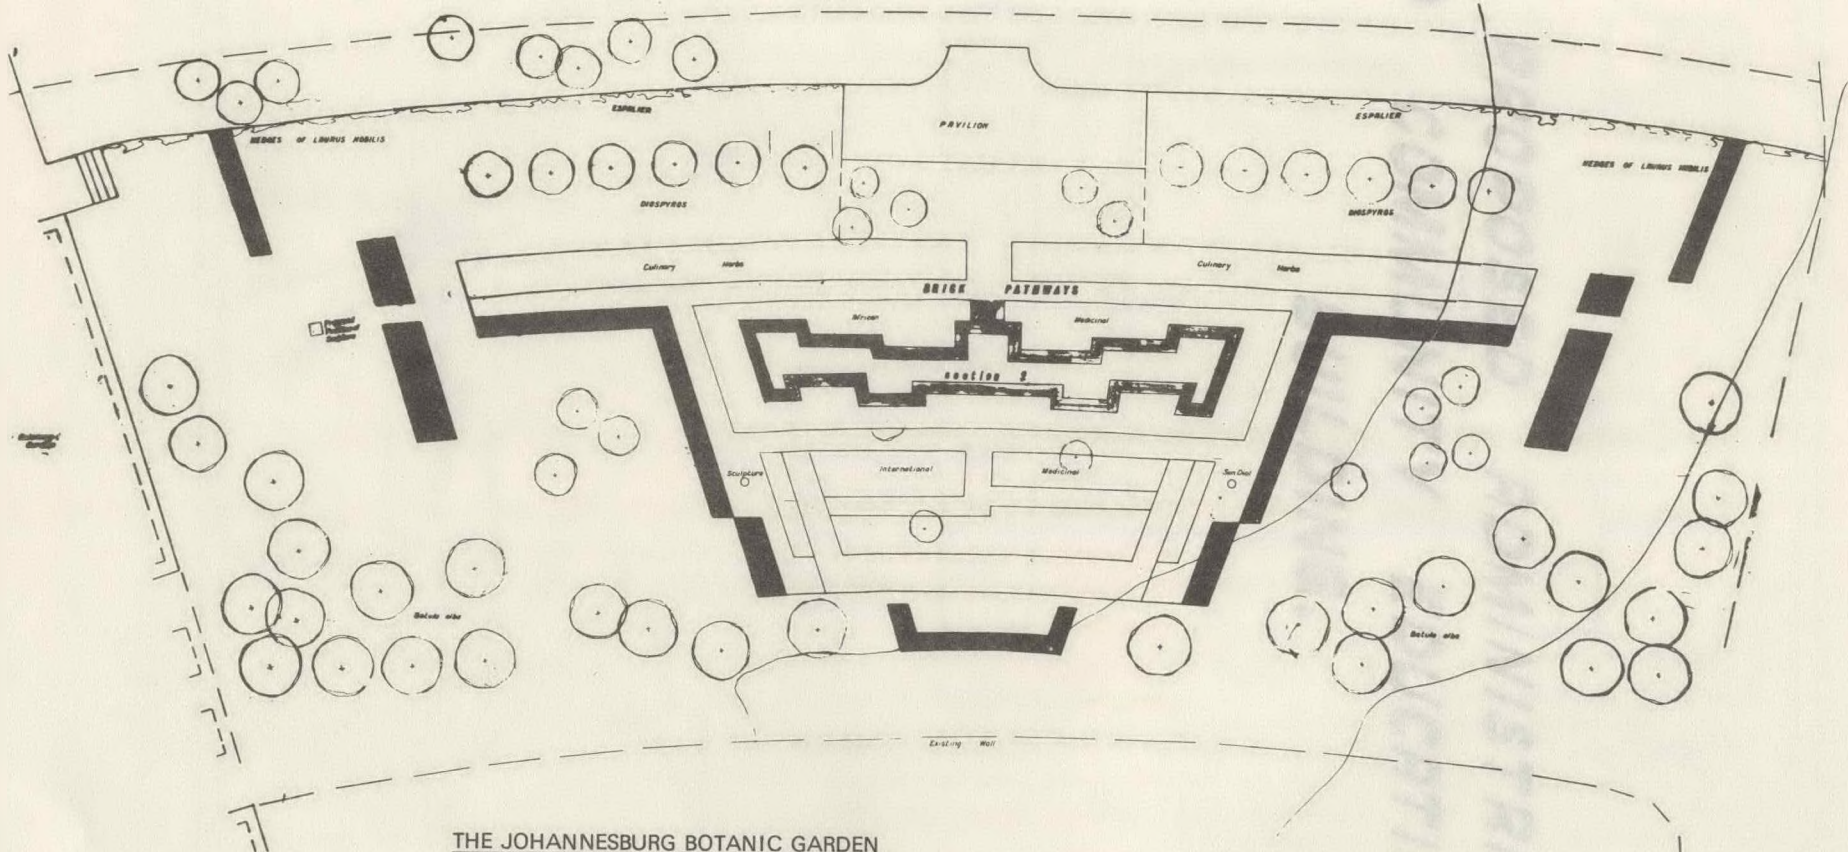 ESPALIER
ESPALIER
PAVILION
HEDGES OF LAURUS NOBILIS
HEDGES OF LAURUS NOBILIS
DIOSPYROS
DIOSPYROS
Culinary Herbs
Culinary Herbs
BRICK PATHWAYS
African Medicinal
section 2
Sculpture
International Medicinal
Sun Dial
Betula alba
Betula alba
Existing Wall
THE JOHANNESBURG BOTANIC GARDEN